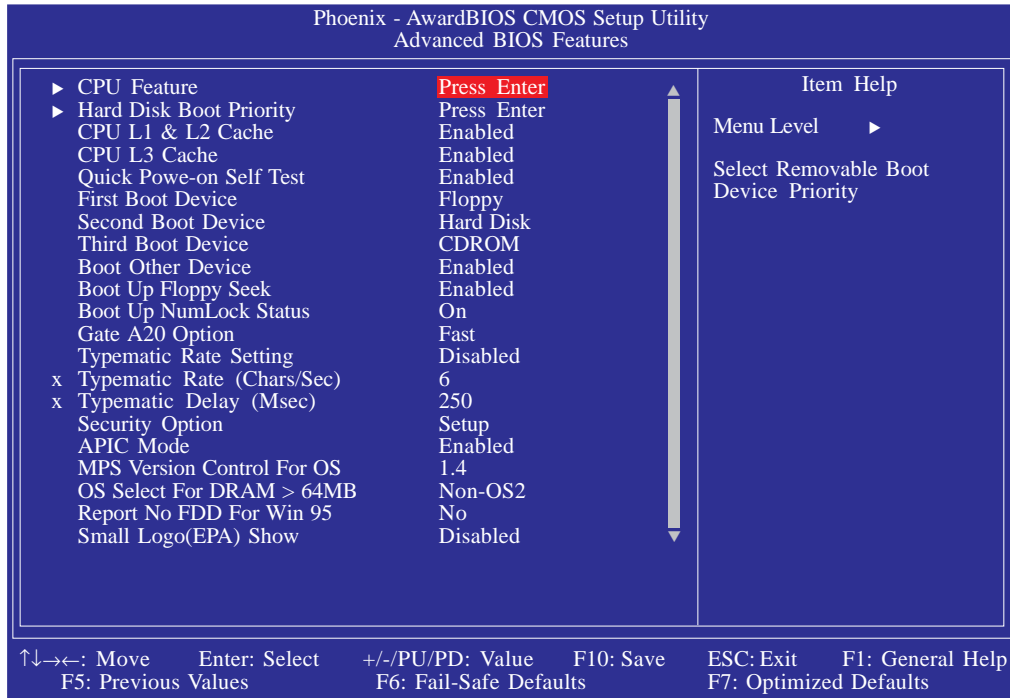 Phoenix - AwardBIOS CMOS Setup Utility
Advanced BIOS Features
▶ CPU Feature Press Enter
▶ Hard Disk Boot Priority Press Enter
CPU L1 & L2 Cache Enabled
CPU L3 Cache Enabled
Quick Powe-on Self Test Enabled
First Boot Device Floppy
Second Boot Device Hard Disk
Third Boot Device CDROM
Boot Other Device Enabled
Boot Up Floppy Seek Enabled
Boot Up NumLock Status On
Gate A20 Option Fast
Typematic Rate Setting Disabled
x Typematic Rate (Chars/Sec) 6
x Typematic Delay (Msec) 250
Security Option Setup
APIC Mode Enabled
MPS Version Control For OS 1.4
OS Select For DRAM > 64MB Non-OS2
Report No FDD For Win 95 No
Small Logo(EPA) Show Disabled
Item Help
Menu Level ▶
Select Removable Boot
Device Priority
↑↓→←: Move Enter: Select +/-/PU/PD: Value F10: Save ESC: Exit F1: General Help
F5: Previous Values F6: Fail-Safe Defaults F7: Optimized Defaults